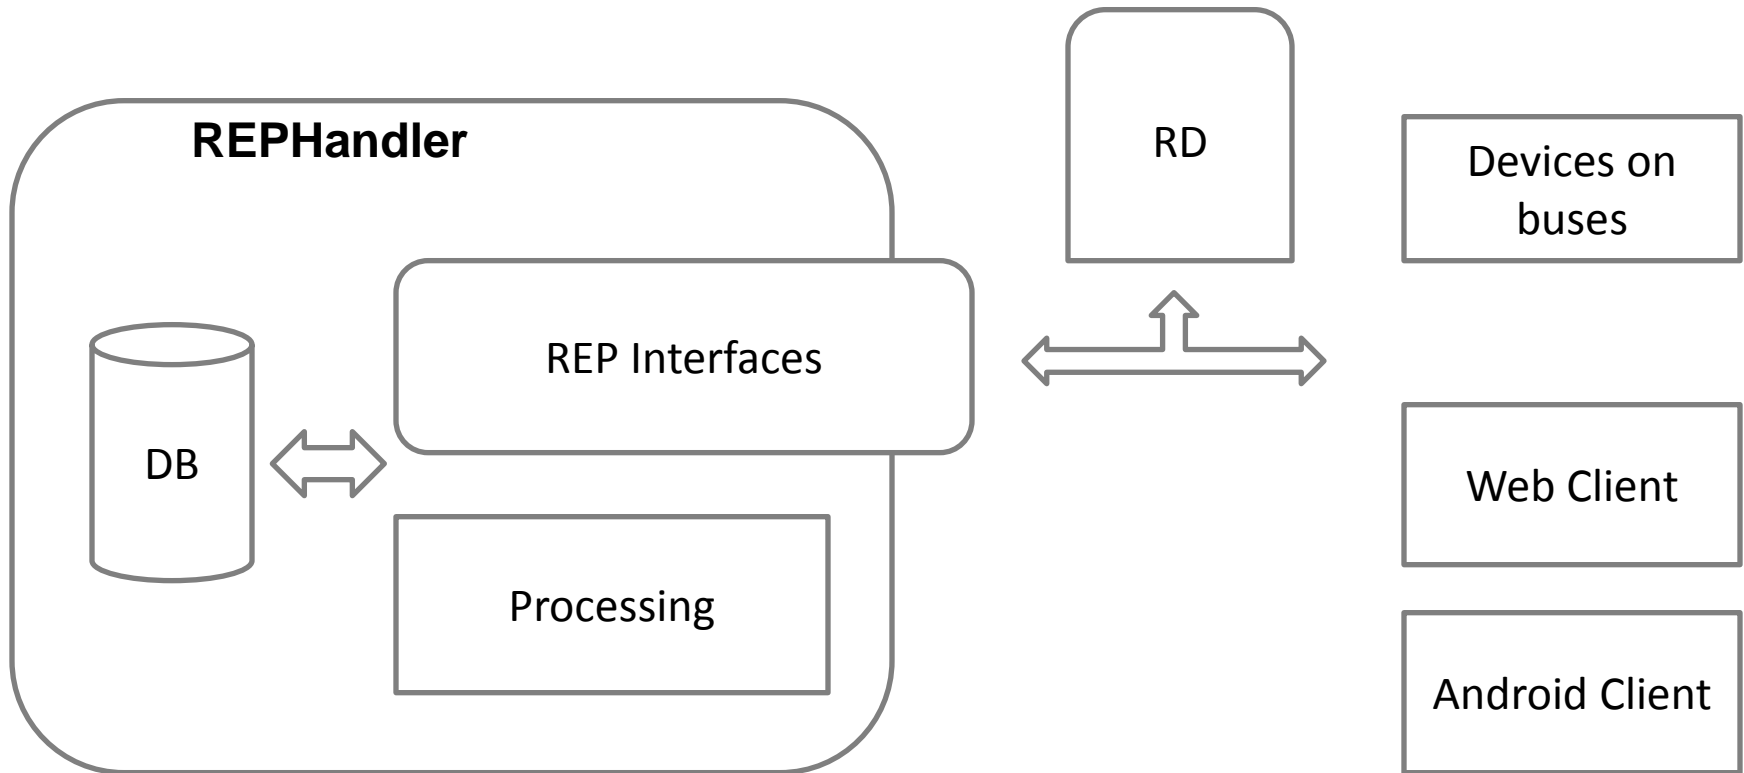 REPHandler
REP Interfaces
DB
Processing
RD
Devices on
buses
Web Client
Android Client